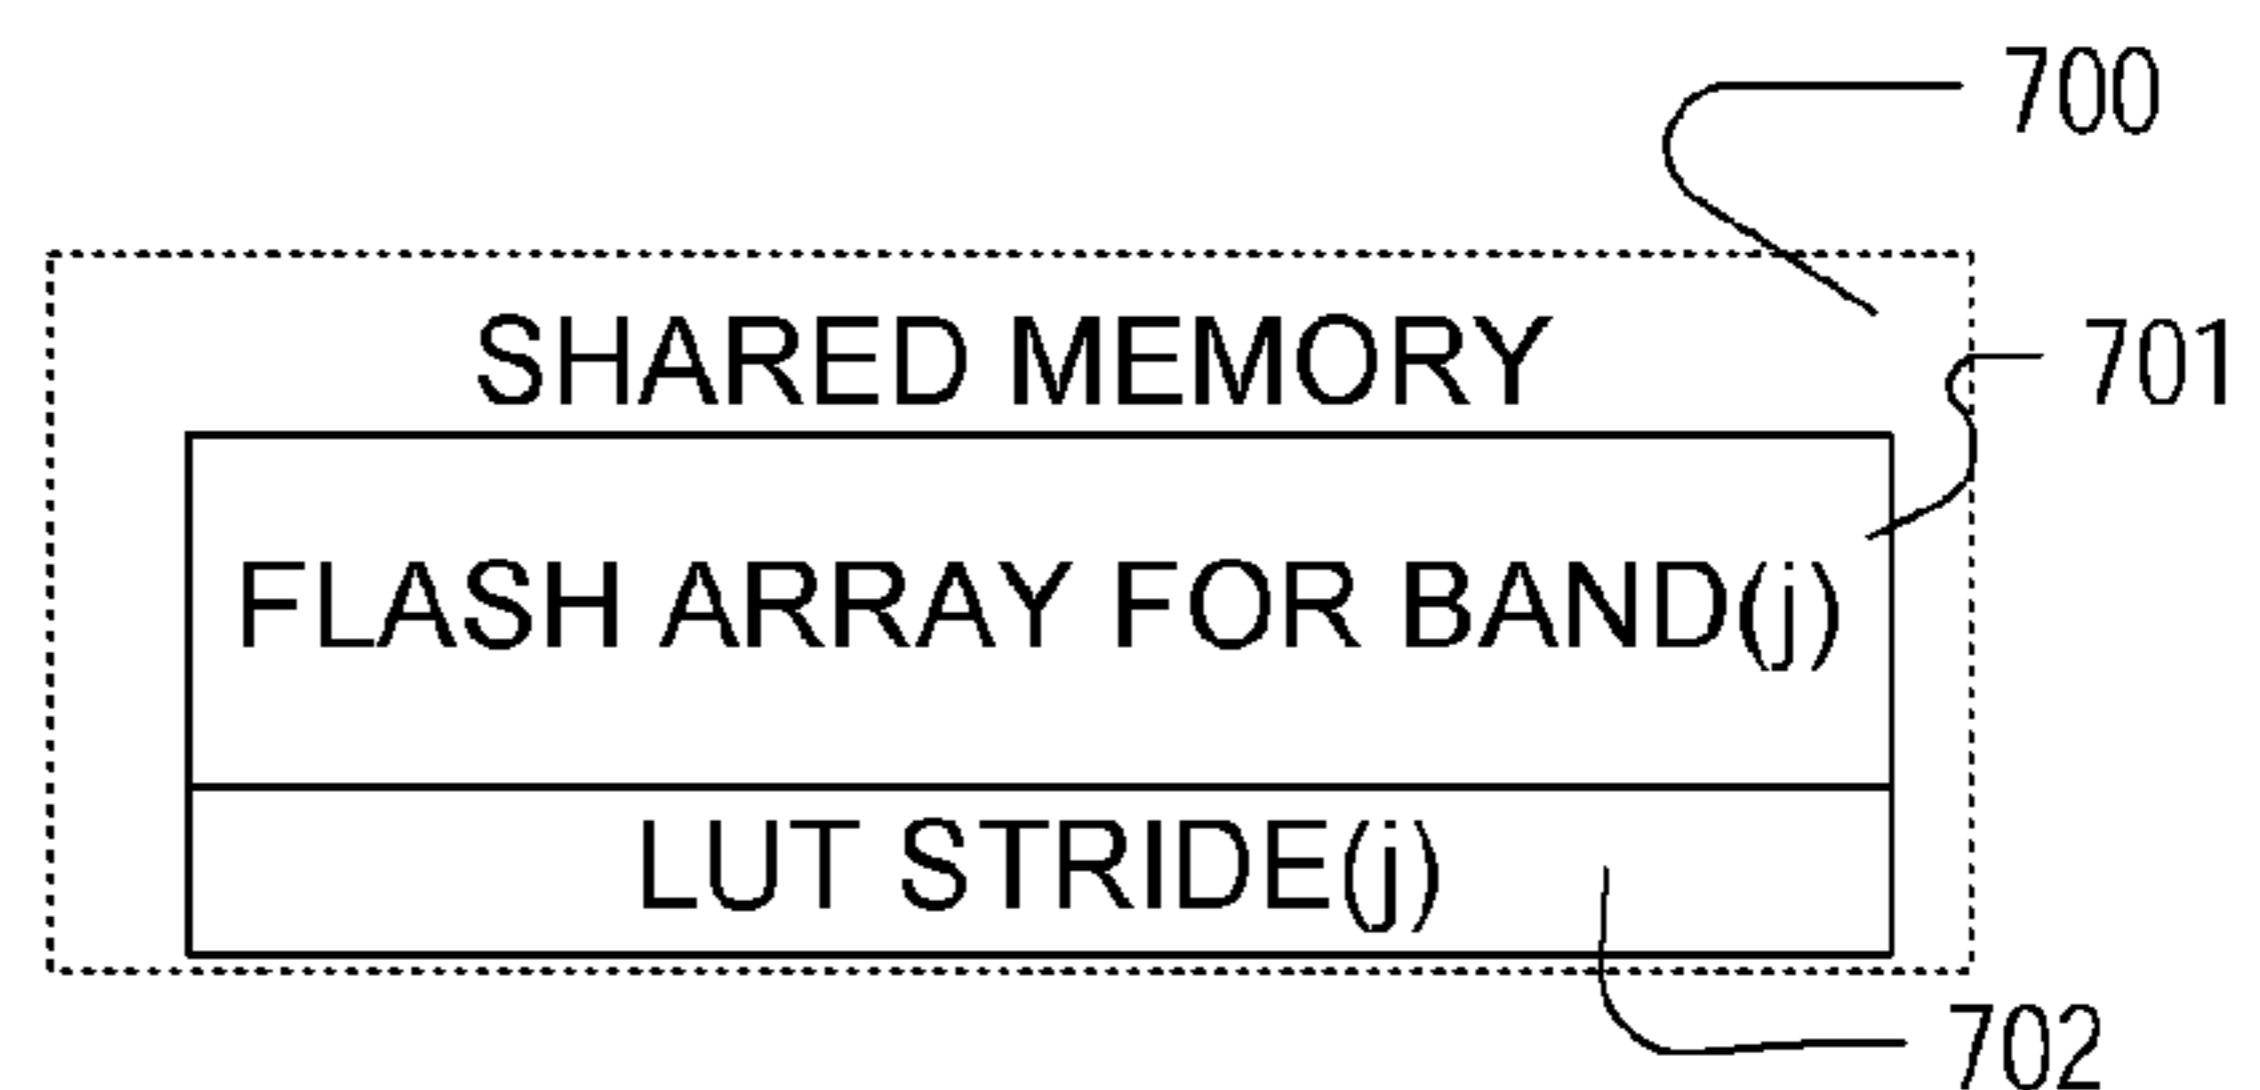 700
SHARED MEMORY
701
FLASH ARRAY FOR BAND(j)
LUT STRIDE(j)
702